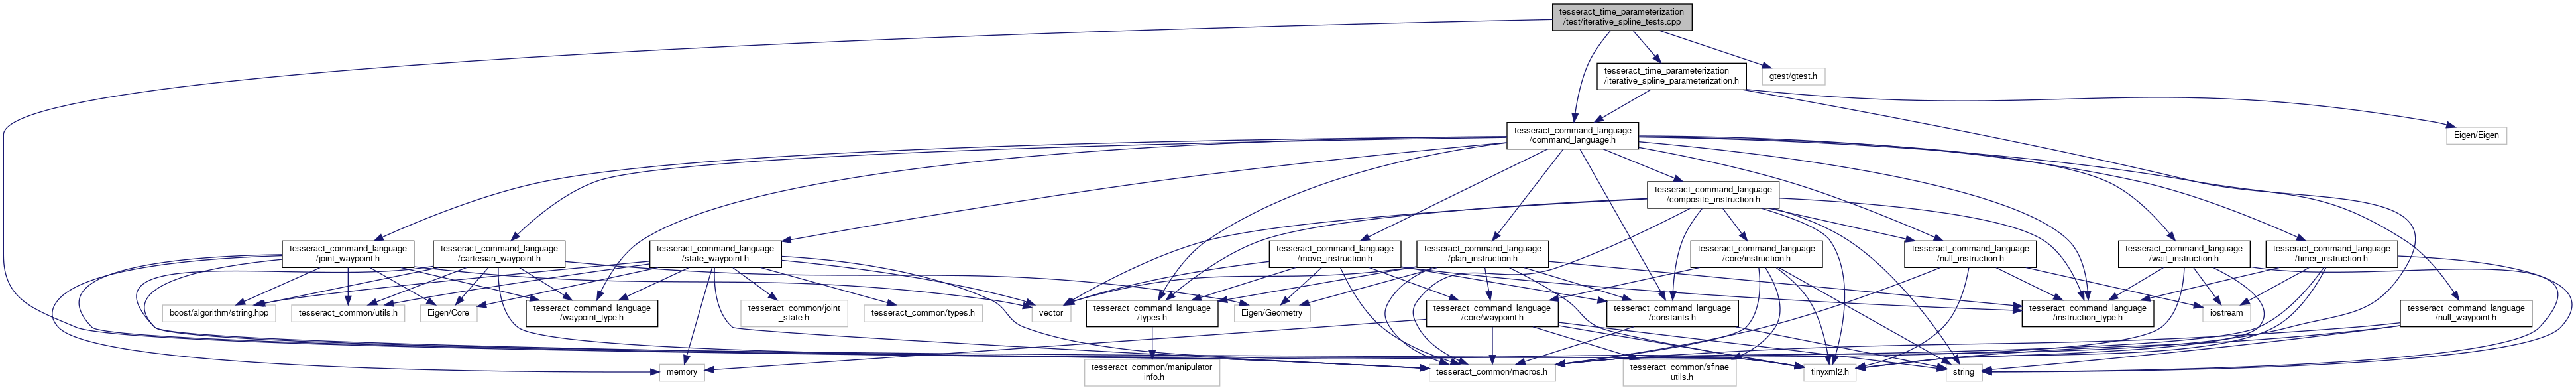 tesseract_time_parameterization
/test/iterative_spline_tests.cpp
tesseract_time_parameterization
/iterative_spline_parameterization.h
gtest/gtest.h
tesseract_command_language
/command_language.h
Eigen/Eigen
tesseract_command_language
/composite_instruction.h
tesseract_command_language
/joint_waypoint.h
tesseract_command_language
/cartesian_waypoint.h
tesseract_command_language
/state_waypoint.h
tesseract_command_language
/move_instruction.h
tesseract_command_language
/plan_instruction.h
tesseract_command_language
/core/instruction.h
tesseract_command_language
/null_instruction.h
tesseract_command_language
/wait_instruction.h
tesseract_command_language
/timer_instruction.h
boost/algorithm/string.hpp
tesseract_common/utils.h
Eigen/Core
tesseract_command_language
/waypoint_type.h
tesseract_common/joint
_state.h
tesseract_common/types.h
vector
tesseract_command_language
/types.h
Eigen/Geometry
tesseract_command_language
/core/waypoint.h
tesseract_command_language
/constants.h
tesseract_command_language
/instruction_type.h
iostream
tesseract_command_language
/null_waypoint.h
memory
tesseract_common/manipulator
_info.h
tesseract_common/macros.h
tesseract_common/sfinae
_utils.h
tinyxml2.h
string